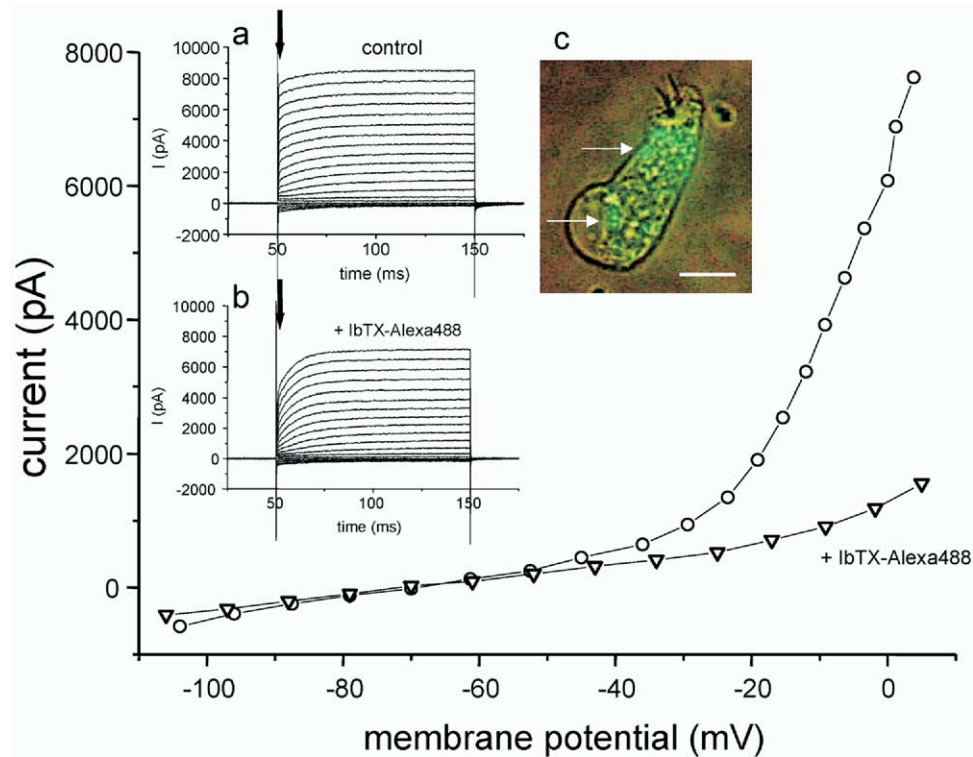 a
control
10000
8000
6000
4000
2000
0
-2000
I (pA)
50
100
150
time (ms)
b
+ IbTX-Alexa488
10000
8000
6000
4000
2000
0
-2000
I (pA)
50
100
150
time (ms)
c
8000
6000
4000
2000
0
current (pA)
+ IbTX-Alexa488
-100
-80
-60
-40
-20
0
membrane potential (mV)